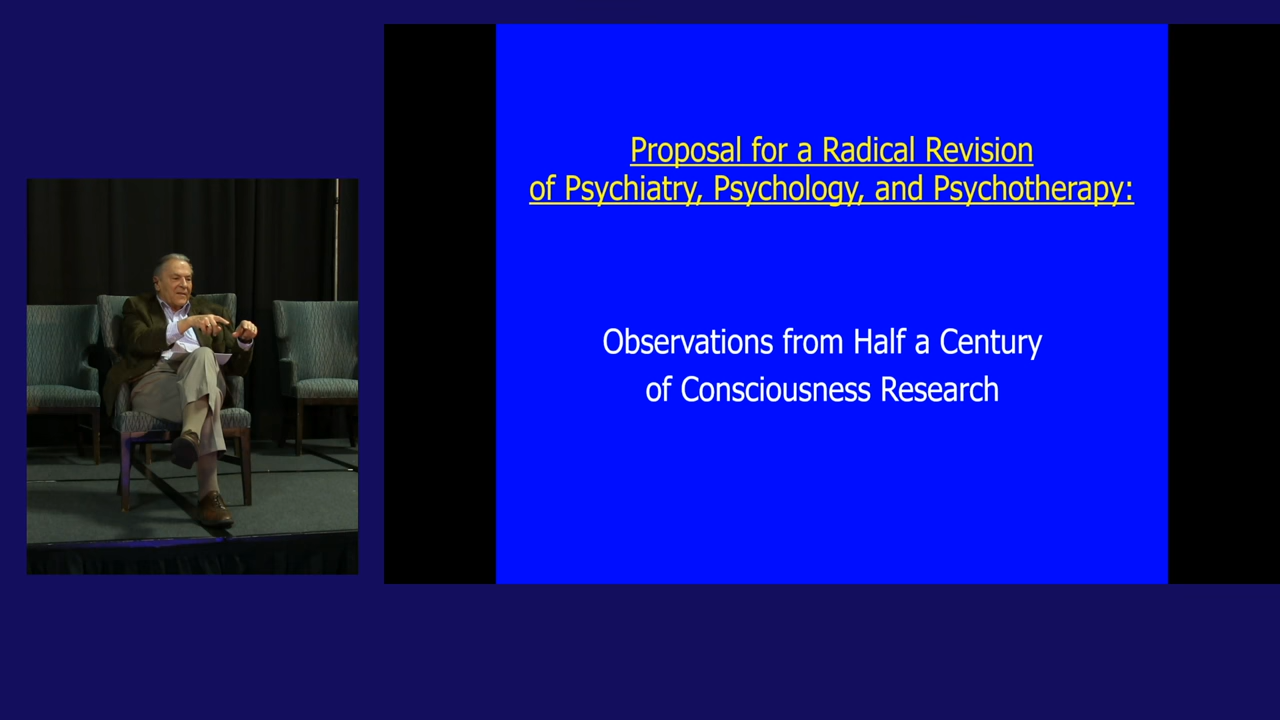 Proposal for a Radical Revision
of Psychiatry, Psychology, and Psychotherapy:
Observations from Half a Century
of Consciousness Research